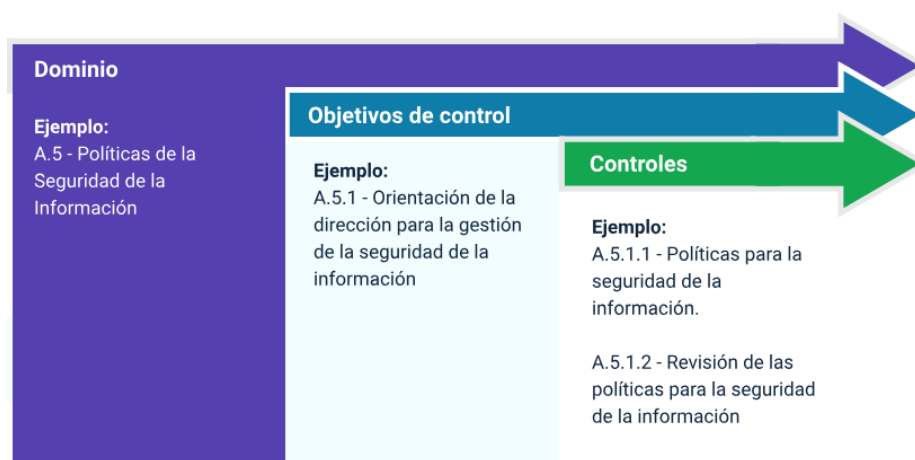 Dominio
Ejemplo:
A.5 - Políticas de la
Seguridad de la
Información
Objetivos de control
Ejemplo:
A.5.1 - Orientación de la
dirección para la gestión
de la seguridad de la
información
Controles
Ejemplo:
A.5.1.1 - Políticas para la
seguridad de la
información.
A.5.1.2 - Revisión de las
políticas para la seguridad
de la información